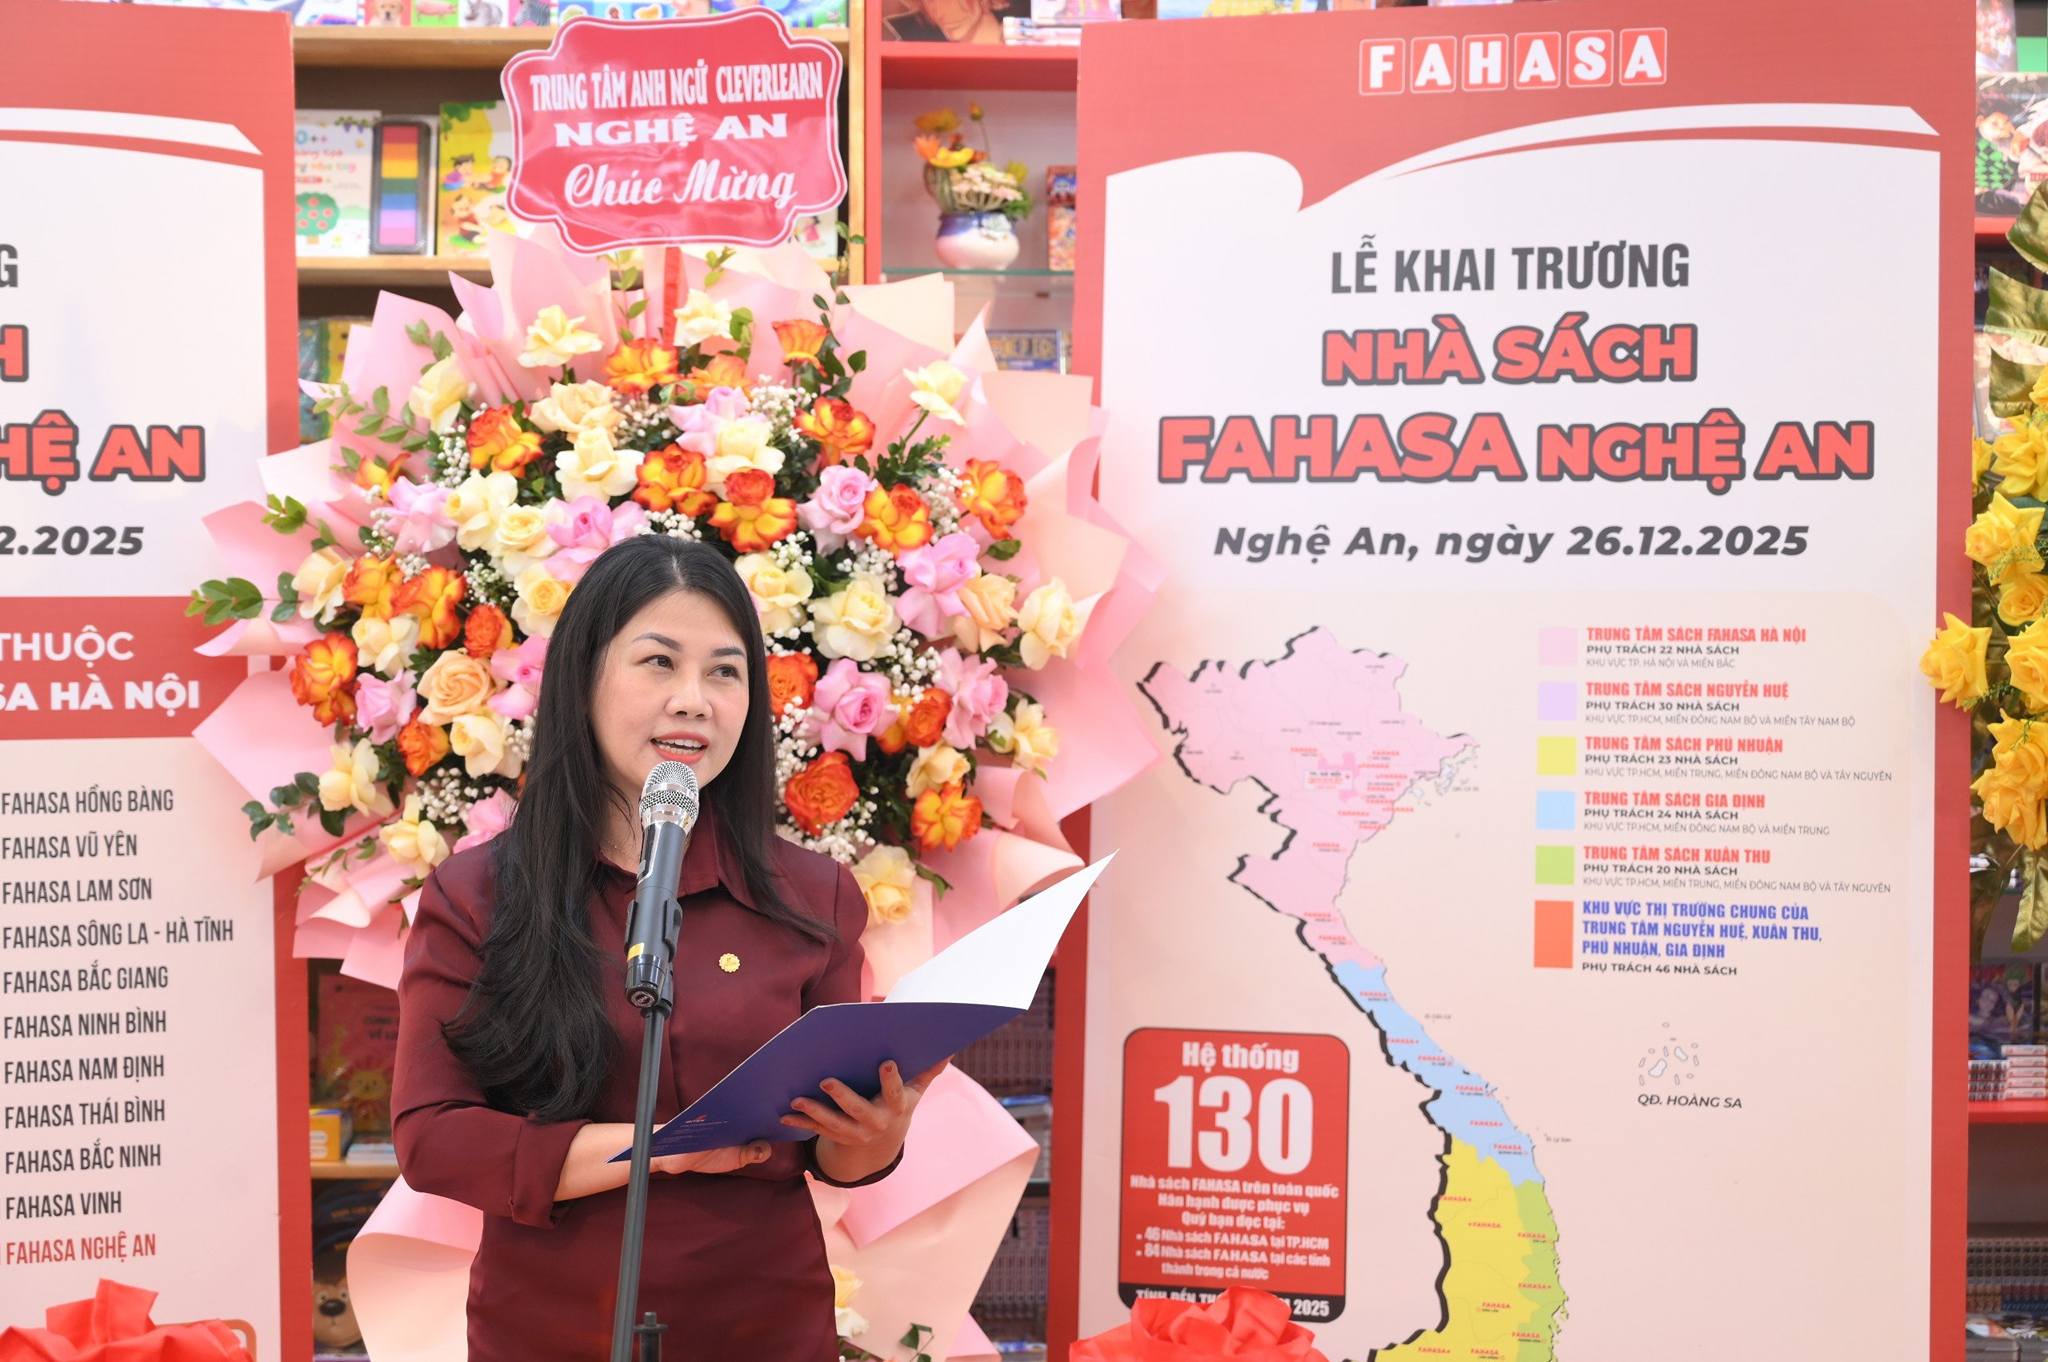 TRUNG TÂM ANH NGỮ CLEVERLEARN
NGHỆ AN
Chúc Mừng
G
H
HỆ AN
2.2025
THUỘC
SA HÀ NỘI
FAHASA HỒNG BÀNG
FAHASA VŨ YÊN
FAHASA LAM SƠN
FAHASA SÔNG LA - HÀ TĨNH
FAHASA BẮC GIANG
FAHASA NINH BÌNH
FAHASA NAM ĐỊNH
FAHASA THÁI BÌNH
FAHASA BẮC NINH
FAHASA VINH
FAHASA NGHỆ AN
FAHASA
LỄ KHAI TRƯƠNG
NHÀ SÁCH
FAHASA NGHỆ AN
Nghệ An, ngày 26.12.2025
TRUNG TÂM SÁCH FAHASA HÀ NỘI
PHỤ TRÁCH 22 NHÀ SÁCH
KHU VỰC TP. HÀ NỘI VÀ MIỀN BẮC
TRUNG TÂM SÁCH NGUYỄN HUỆ
PHỤ TRÁCH 30 NHÀ SÁCH
KHU VỰC TP.HCM, MIỀN ĐÔNG NAM BỘ VÀ MIỀN TÂY NAM BỘ
TRUNG TÂM SÁCH PHÚ NHUẬN
PHỤ TRÁCH 23 NHÀ SÁCH
KHU VỰC TP.HCM, MIỀN TRUNG, MIỀN ĐÔNG NAM BỘ VÀ TÂY NGUYÊN
TRUNG TÂM SÁCH GIA ĐỊNH
PHỤ TRÁCH 24 NHÀ SÁCH
KHU VỰC TP.HCM, MIỀN ĐÔNG NAM BỘ VÀ MIỀN TRUNG
TRUNG TÂM SÁCH XUÂN THU
PHỤ TRÁCH 20 NHÀ SÁCH
KHU VỰC TP.HCM, MIỀN TRUNG, MIỀN ĐÔNG NAM BỘ VÀ TÂY NGUYÊN
KHU VỰC THỊ TRƯỜNG CHUNG CỦA
TRUNG TÂM NGUYỄN HUỆ, XUÂN THU,
PHÚ NHUẬN, GIA ĐỊNH
PHỤ TRÁCH 46 NHÀ SÁCH
QĐ. HOÀNG SA
Hệ thống
130
Nhà sách FAHASA trên toàn quốc
Hân hạnh được phục vụ
Quý bạn đọc tại:
• 46 Nhà sách FAHASA tại TP.HCM
• 84 Nhà sách FAHASA tại các tỉnh
thành trong cả nước
TÍNH ĐẾN 2025